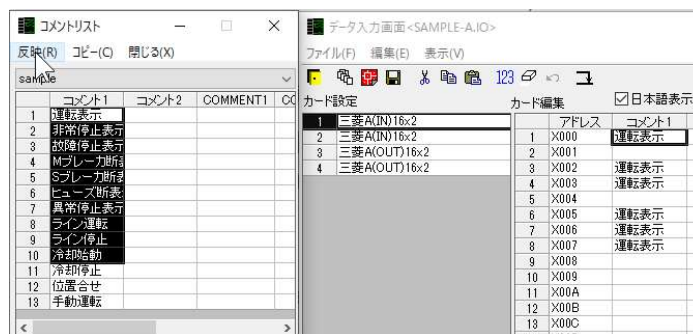 コメントリスト
反映(R) コピー(C) 閉じる(X)
sample
コメント1 コメント2 COMMENT1 CO
1 運転表示
2 非常停止表示
3 故障停止表示
4 Mブレーカ断表
5 Sブレーカ断表
6 ヒューズ断表
7 異常停止表示
8 ライン運転
9 ライン停止
10 冷却始動
11 冷却停止
12 位置合せ
13 手動運転
データ入力画面<SAMPLE-A.IO>
ファイル(F) 編集(E) 表示(V)
123
カード設定
1 三菱A(IN)16x2
2 三菱A(IN)16x2
3 三菱A(OUT)16x2
4 三菱A(OUT)16x2
カード編集 日本語表示
アドレス コメント1
1 X000 運転表示
2 X001
3 X002 運転表示
4 X003 運転表示
5 X004
6 X005 運転表示
7 X006 運転表示
8 X007 運転表示
9 X008
10 X009
11 X00A
12 X00B
13 X00C